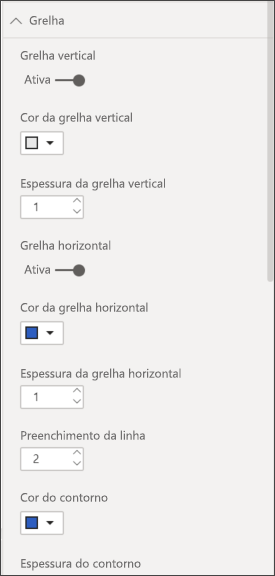 Grelha
Grelha vertical
Ativa
Cor da grelha vertical
Espessura da grelha vertical
1
Grelha horizontal
Ativa
Cor da grelha horizontal
Espessura da grelha horizontal
1
Preenchimento da linha
2
Cor do contorno
Espessura do contorno